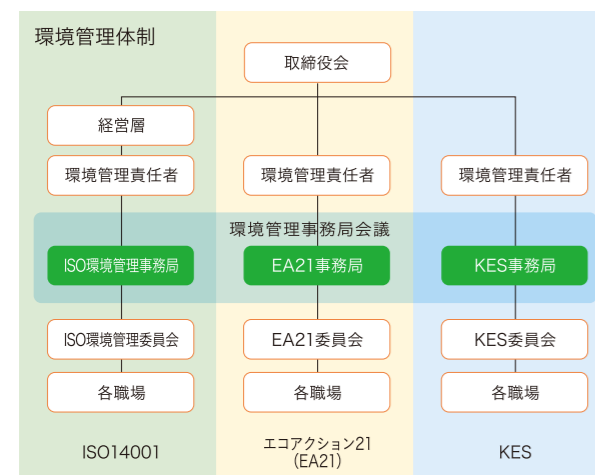 環境管理体制
取締役会
経営層
環境管理責任者
環境管理責任者
環境管理責任者
環境管理事務局会議
ISO環境管理事務局
EA21事務局
KES事務局
ISO環境管理委員会
EA21委員会
KES委員会
各職場
各職場
各職場
ISO14001
エコアクション21
(EA21)
KES